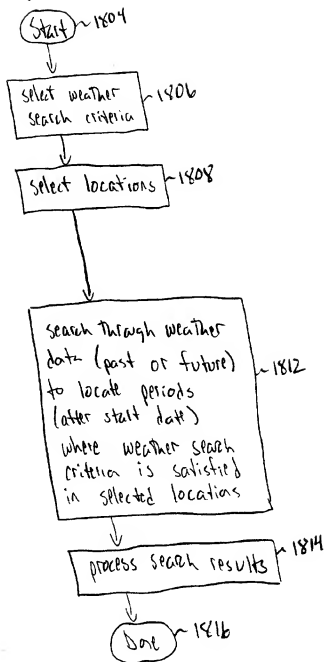 Start 1804
select weather
search criteria
1806
select locations 1808
search through weather
data (past or future)
to locate periods
(after start date)
where weather search
criteria is satisfied
in selected locations
1812
process search results 1814
Done 1816